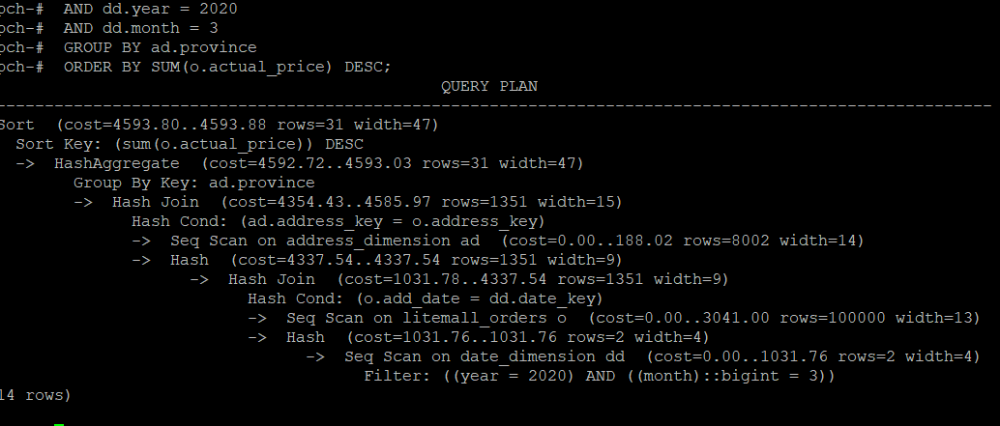 och-#  AND dd.year = 2020
och-#  AND dd.month = 3
och-#  GROUP BY ad.province
och-#  ORDER BY SUM(o.actual_price) DESC;
                                              QUERY PLAN
-------------------------------------------------------------------------------------------------------
Sort  (cost=4593.80..4593.88 rows=31 width=47)
  Sort Key: (sum(o.actual_price)) DESC
  ->  HashAggregate  (cost=4592.72..4593.03 rows=31 width=47)
        Group By Key: ad.province
        ->  Hash Join  (cost=4354.43..4585.97 rows=1351 width=15)
              Hash Cond: (ad.address_key = o.address_key)
              ->  Seq Scan on address_dimension ad  (cost=0.00..188.02 rows=8002 width=14)
              ->  Hash  (cost=4337.54..4337.54 rows=1351 width=9)
                    ->  Hash Join  (cost=1031.78..4337.54 rows=1351 width=9)
                          Hash Cond: (o.add_date = dd.date_key)
                          ->  Seq Scan on litemall_orders o  (cost=0.00..3041.00 rows=100000 width=13)
                          ->  Hash  (cost=1031.76..1031.76 rows=2 width=4)
                                ->  Seq Scan on date_dimension dd  (cost=0.00..1031.76 rows=2 width=4)
                                      Filter: ((year = 2020) AND ((month)::bigint = 3))
14 rows)